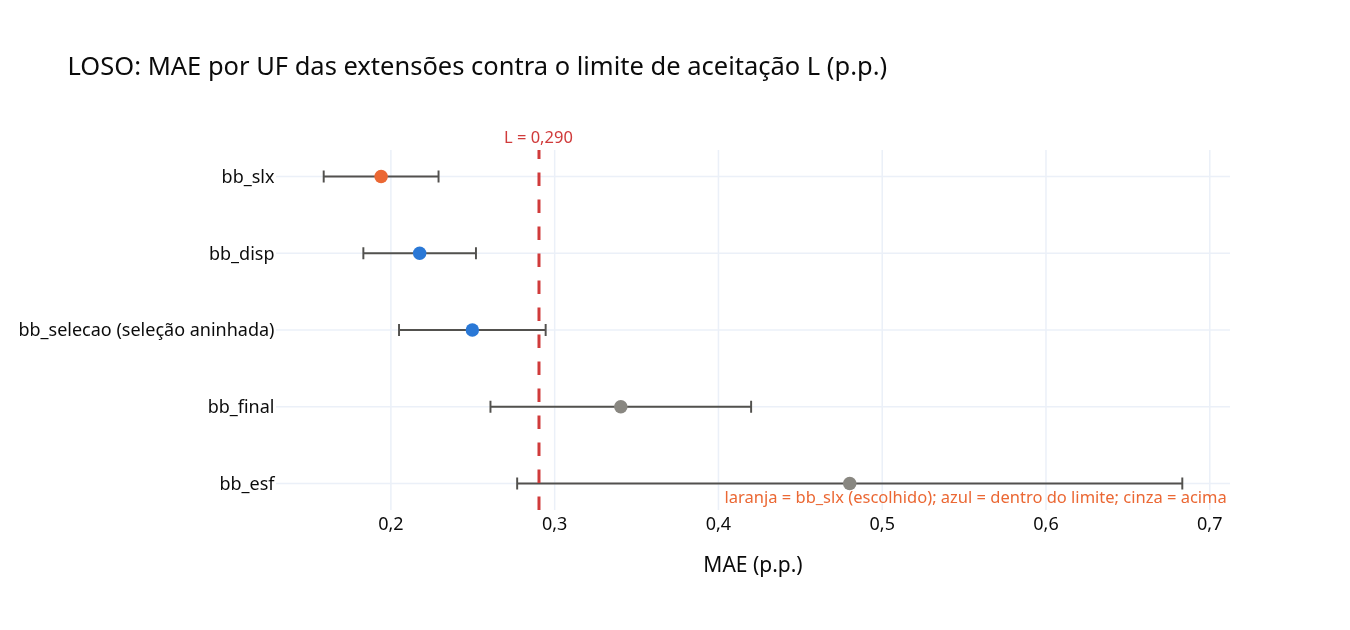 LOSO: MAE por UF das extensões contra o limite de aceitação L (p.p.)
L = 0,290
bb_slx
bb_disp
bb_selecao (seleção aninhada)
bb_final
bb_esf
laranja = bb_slx (escolhido); azul = dentro do limite; cinza = acima
0,2 0,3 0,4 0,5 0,6 0,7
MAE (p.p.)